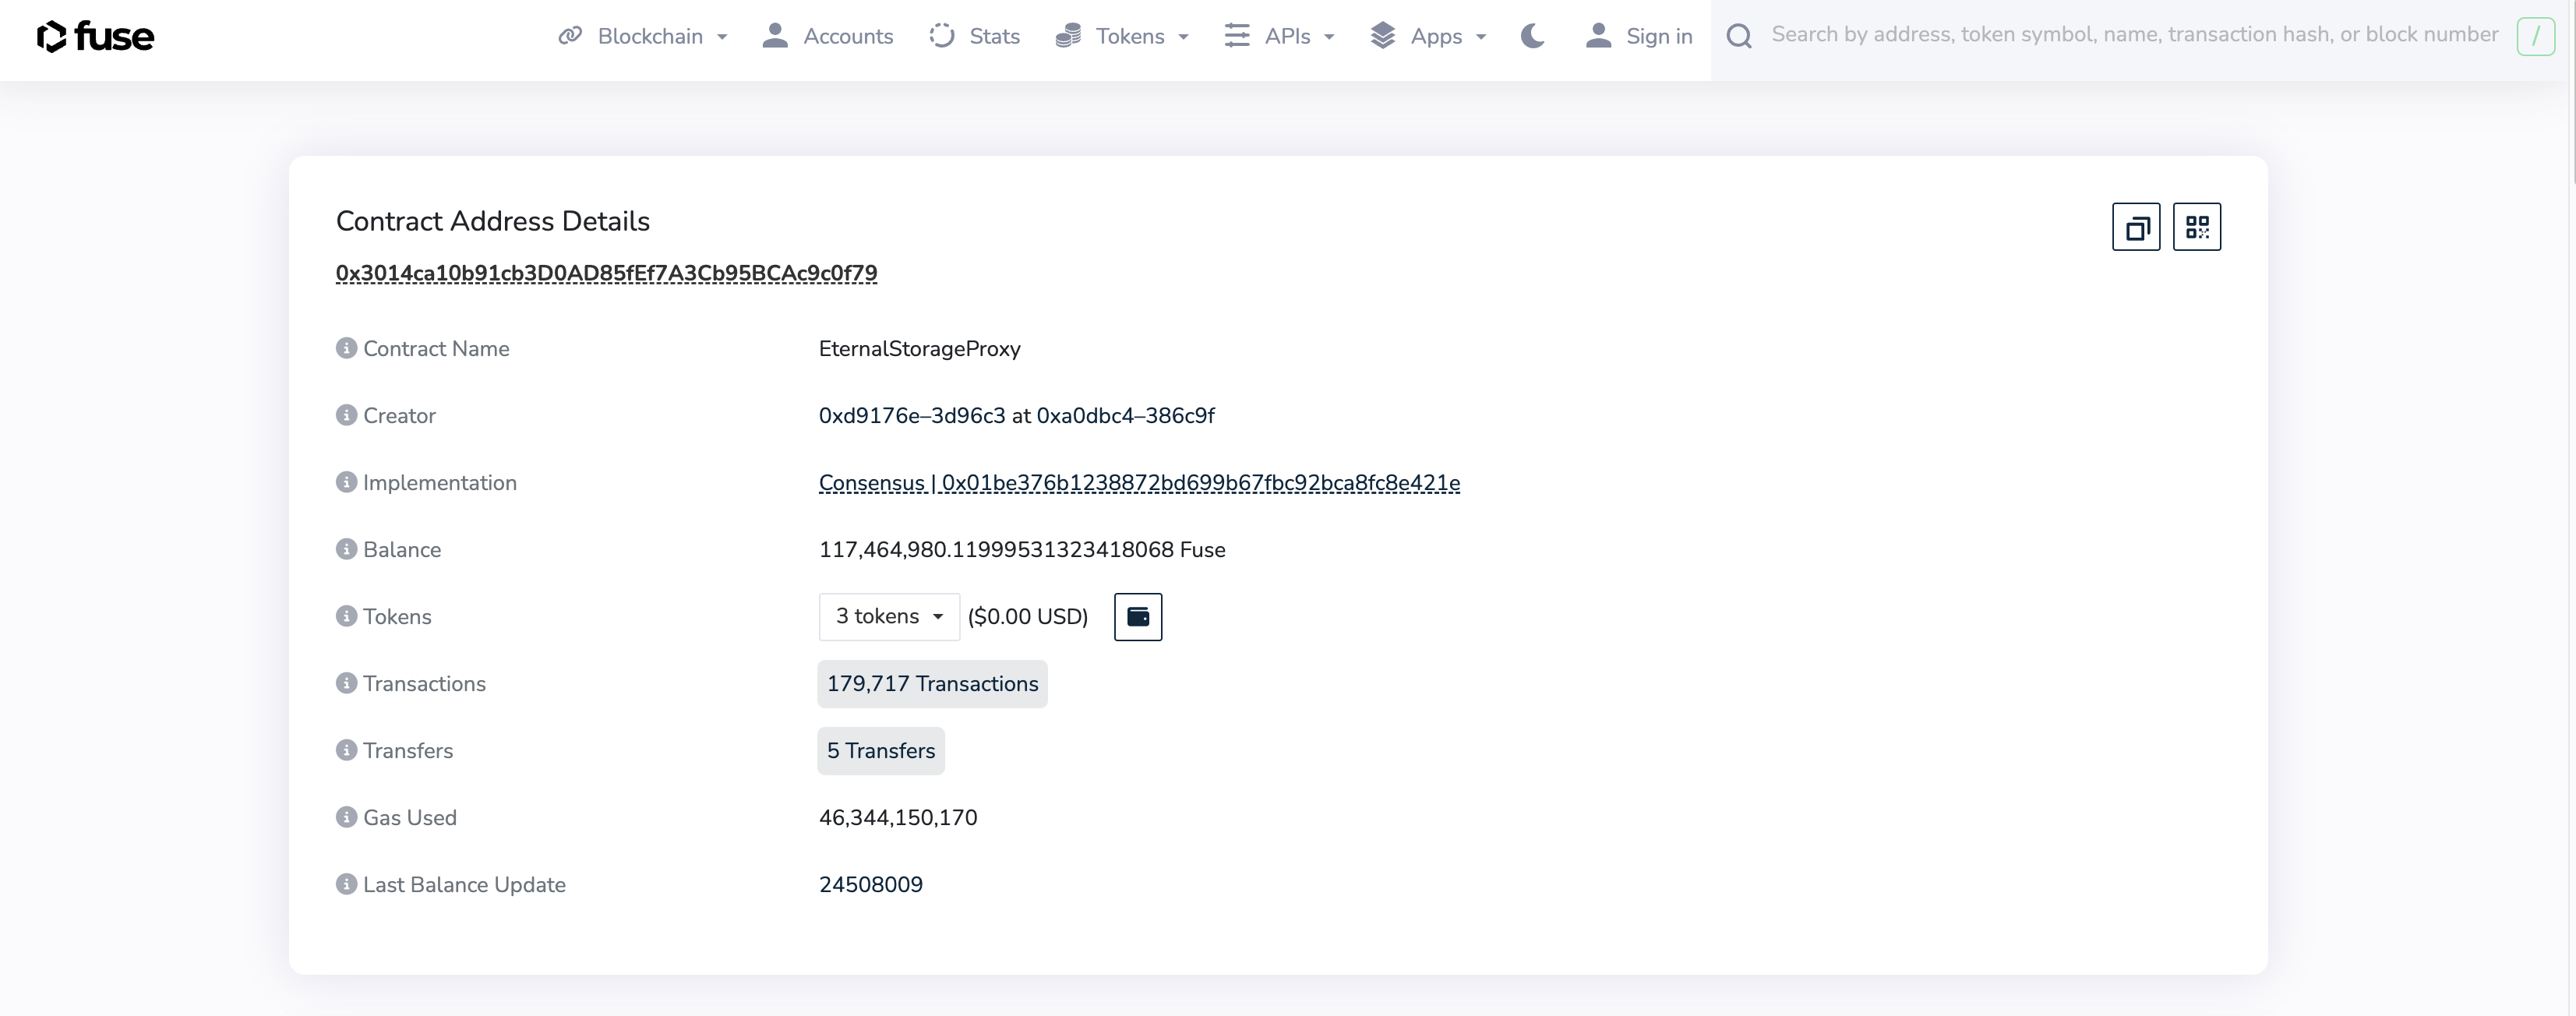 fuse
Blockchain Accounts Stats Tokens APIs Apps Sign in Search by address, token symbol, name, transaction hash, or block number /
Contract Address Details
0x3014ca10b91cb3D0AD85fEf7A3Cb95BCAc9c0f79
Contract Name EternalStorageProxy
Creator 0xd9176e–3d96c3 at 0xa0dbc4–386c9f
Implementation Consensus | 0x01be376b1238872bd699b67fbc92bca8fc8e421e
Balance 117,464,980.11999531323418068 Fuse
Tokens 3 tokens ($0.00 USD)
Transactions 179,717 Transactions
Transfers 5 Transfers
Gas Used 46,344,150,170
Last Balance Update 24508009